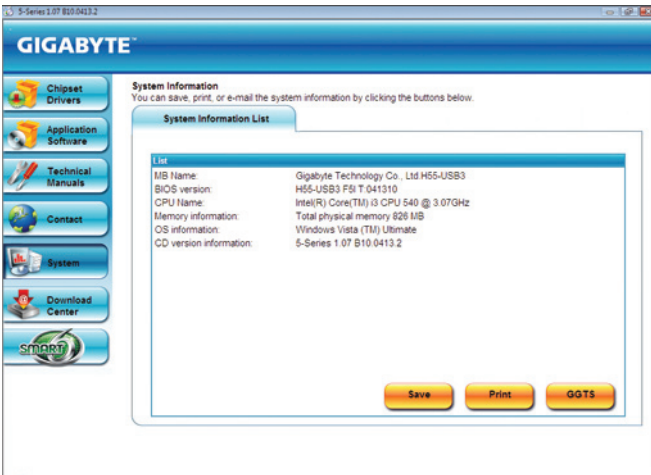 5-Series 1.07 B10.0413.2
GIGABYTE™
Chipset
Drivers
Application
Software
Technical
Manuals
Contact
System
Download
Center
SMART 6
System Information
You can save, print, or e-mail the system information by clicking the buttons below.
System Information List
List
MB Name: Gigabyte Technology Co., Ltd.H55-USB3
BIOS version: H55-USB3 F5I T:041310
CPU Name: Intel(R) Core(TM) i3 CPU 540 @ 3.07GHz
Memory information: Total physical memory 826 MB
OS information: Windows Vista (TM) Ultimate
CD version information: 5-Series 1.07 B10.0413.2
Save Print GGTS